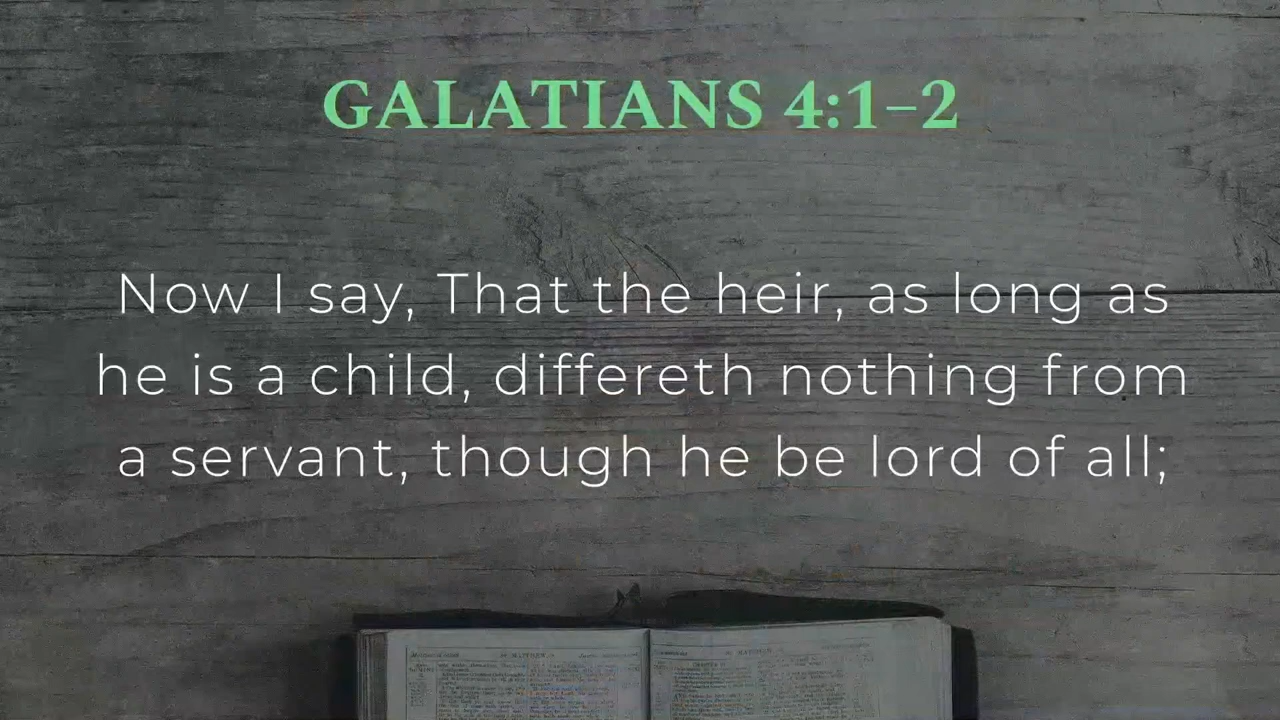 GALATIANS 4:1–2
Now I say, That the heir, as long as
he is a child, differeth nothing from
a servant, though he be lord of all;